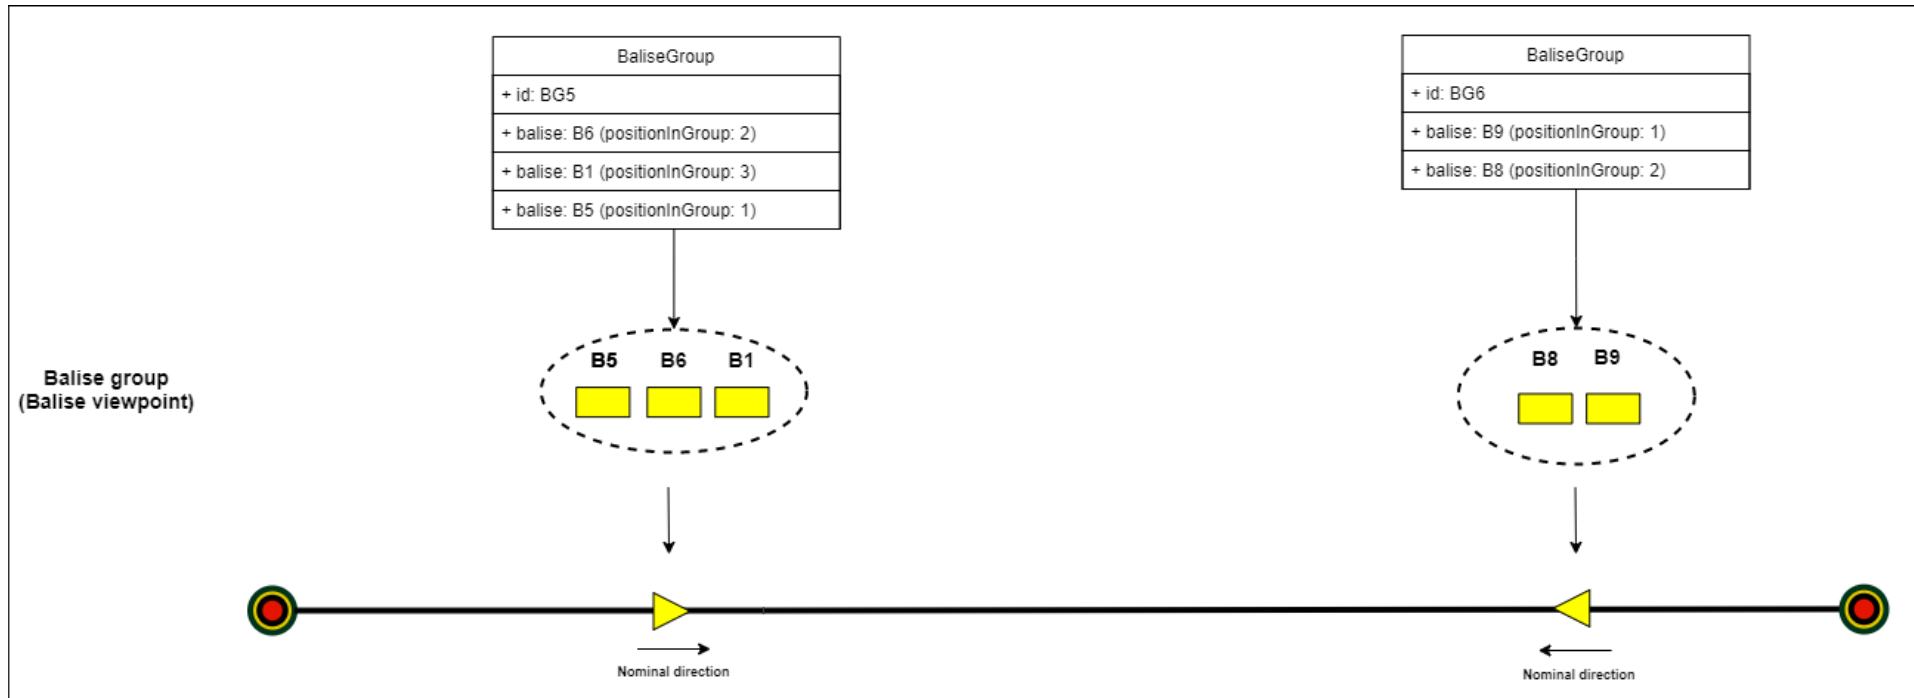 BaliseGroup
+ id: BG5
+ balise: B6 (positionInGroup: 2)
+ balise: B1 (positionInGroup: 3)
+ balise: B5 (positionInGroup: 1)
BaliseGroup
+ id: BG6
+ balise: B9 (positionInGroup: 1)
+ balise: B8 (positionInGroup: 2)
Balise group
(Balise viewpoint)
B5 B6 B1
B8 B9
Nominal direction
Nominal direction